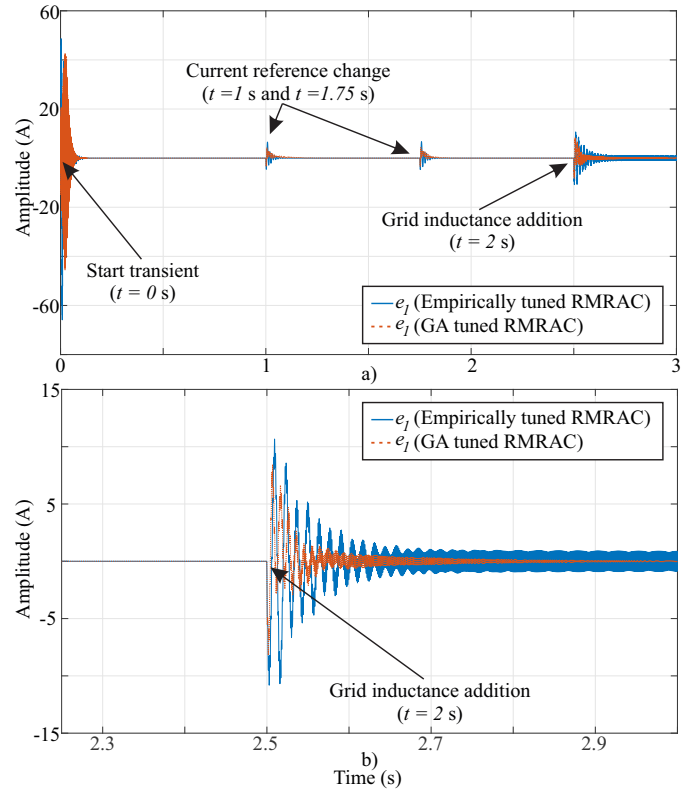 60
20
-20
-60
Amplitude (A)
Current reference change
(t=1 s and t=1.75 s)
Grid inductance addition
(t = 2 s)
Start transient
(t = 0 s)
e1 (Empirically tuned RMRAC)
e1 (GA tuned RMRAC)
0 1 2 3
a)
15
5
-5
-15
Amplitude (A)
e1 (Empirically tuned RMRAC)
e1 (GA tuned RMRAC)
Grid inductance addition
(t = 2 s)
2.3 2.5 2.7 2.9
b)
Time (s)